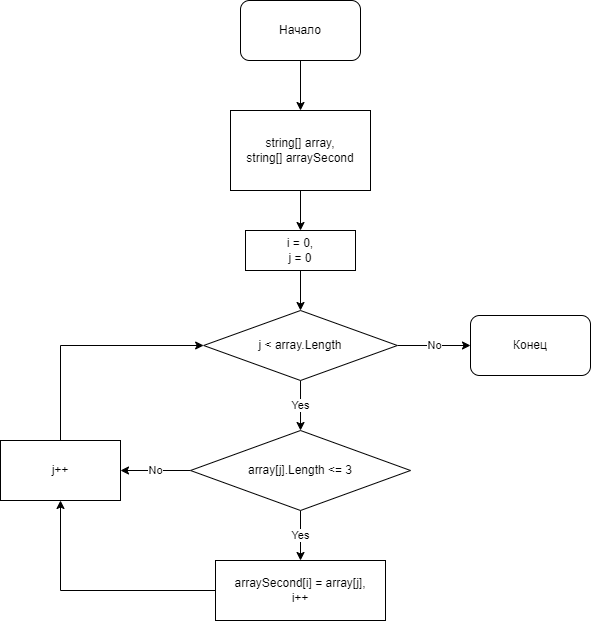 Начало
string[] array,
string[] arraySecond
i = 0,
j = 0
j < array.Length
No
Конец
Yes
array[j].Length <= 3
No
j++
Yes
arraySecond[i] = array[j],
i++